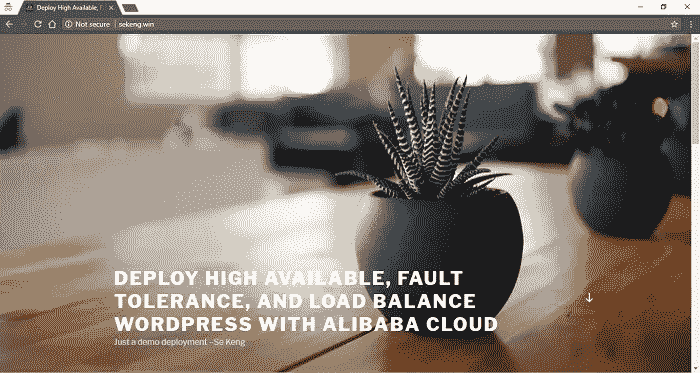 Deploy High Available, F
Not secure
sekeng.win
DEPLOY HIGH AVAILABLE, FAULT
TOLERANCE, AND LOAD BALANCE
WORDPRESS WITH ALIBABA CLOUD
Just a demo deployment –Se Keng